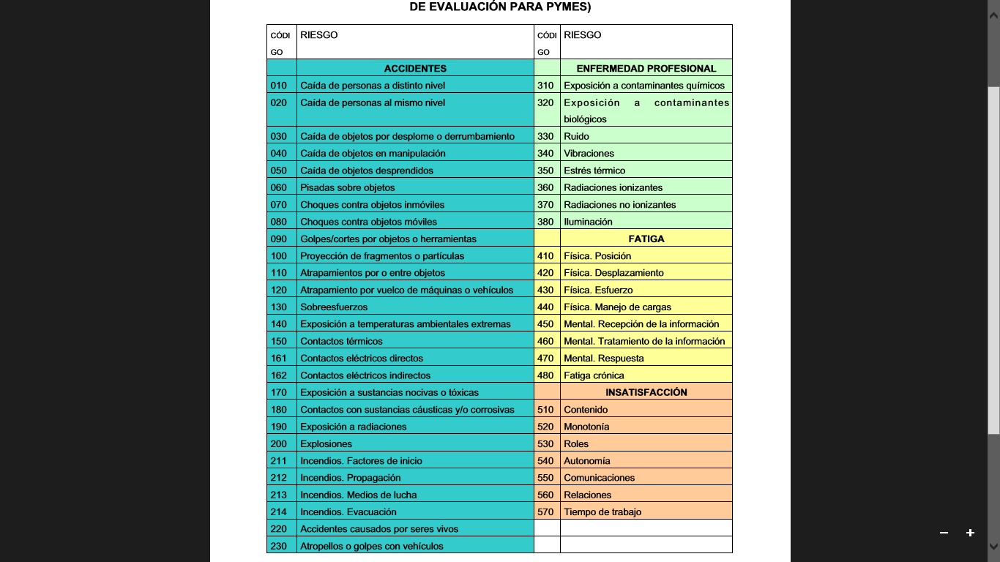 DE EVALUACIÓN PARA PYMES)
CÓDI RIESGO CÓDI RIESGO
GO GO
ACCIDENTES ENFERMEDAD PROFESIONAL
010 Caída de personas a distinto nivel 310 Exposición a contaminantes químicos
020 Caída de personas al mismo nivel 320 Exposición a contaminantes
biológicos
030 Caída de objetos por desplome o derrumbamiento 330 Ruido
040 Caída de objetos en manipulación 340 Vibraciones
050 Caída de objetos desprendidos 350 Estrés térmico
060 Pisadas sobre objetos 360 Radiaciones ionizantes
070 Choques contra objetos inmóviles 370 Radiaciones no ionizantes
080 Choques contra objetos móviles 380 Iluminación
090 Golpes/cortes por objetos o herramientas FATIGA
100 Proyección de fragmentos o partículas 410 Física. Posición
110 Atrapamientos por o entre objetos 420 Física. Desplazamiento
120 Atrapamiento por vuelco de máquinas o vehículos 430 Física. Esfuerzo
130 Sobreesfuerzos 440 Física. Manejo de cargas
140 Exposición a temperaturas ambientales extremas 450 Mental. Recepción de la información
150 Contactos térmicos 460 Mental. Tratamiento de la información
161 Contactos eléctricos directos 470 Mental. Respuesta
162 Contactos eléctricos indirectos 480 Fatiga crónica
170 Exposición a sustancias nocivas o tóxicas INSATISFACCIÓN
180 Contactos con sustancias cáusticas y/o corrosivas 510 Contenido
190 Exposición a radiaciones 520 Monotonía
200 Explosiones 530 Roles
211 Incendios. Factores de inicio 540 Autonomía
212 Incendios. Propagación 550 Comunicaciones
213 Incendios. Medios de lucha 560 Relaciones
214 Incendios. Evacuación 570 Tiempo de trabajo
220 Accidentes causados por seres vivos
230 Atropellos o golpes con vehículos